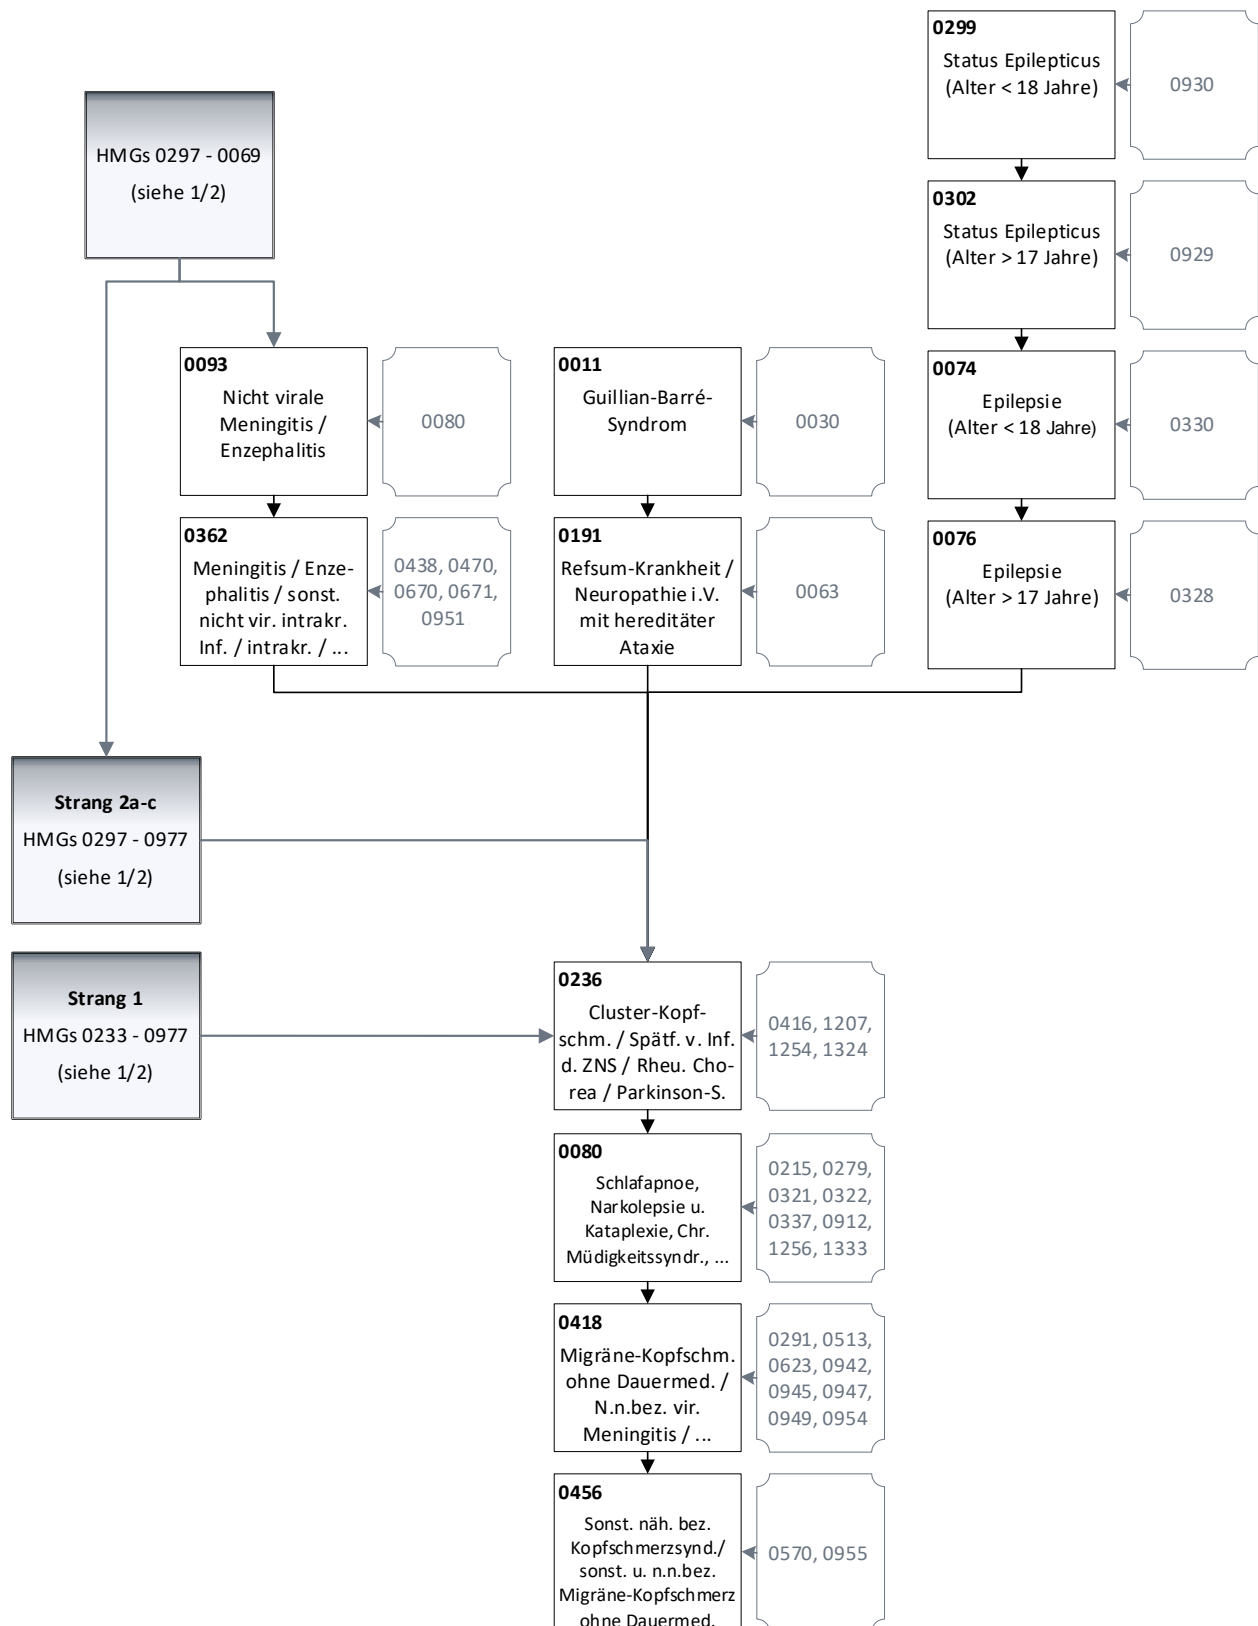 0299
Status Epilepticus
(Alter < 18 Jahre)
0930
HMGs 0297 - 0069
(siehe 1/2)
0302
Status Epilepticus
(Alter > 17 Jahre)
0929
0093
Nicht virale
Meningitis /
Enzephalitis
0080
0011
Guillian-Barré-
Syndrom
0030
0074
Epilepsie
(Alter < 18 Jahre)
0330
0362
Meningitis / Enze-
phalitis / sonst.
nicht vir. intrakr.
Inf. / intrakr. / ...
0438, 0470,
0670, 0671,
0951
0191
Refsum-Krankheit /
Neuropathie i.V.
mit hereditäter
Ataxie
0063
0076
Epilepsie
(Alter > 17 Jahre)
0328
Strang 2a-c
HMGs 0297 - 0977
(siehe 1/2)
Strang 1
HMGs 0233 - 0977
(siehe 1/2)
0236
Cluster-Kopf-
schm. / Spätf. v. Inf.
d. ZNS / Rheu. Cho-
rea / Parkinson-S.
0416, 1207,
1254, 1324
0080
Schlafapnoe,
Narkolepsie u.
Kataplexie, Chr.
Müdigkeitssyndr., ...
0215, 0279,
0321, 0322,
0337, 0912,
1256, 1333
0418
Migräne-Kopfschm.
ohne Dauermed. /
N.n.bez. vir.
Meningitis / ...
0291, 0513,
0623, 0942,
0945, 0947,
0949, 0954
0456
Sonst. näh. bez.
Kopfschmerzsynd./
sonst. u. n.n.bez.
Migräne-Kopfschmerz
ohne Dauermed.
0570, 0955